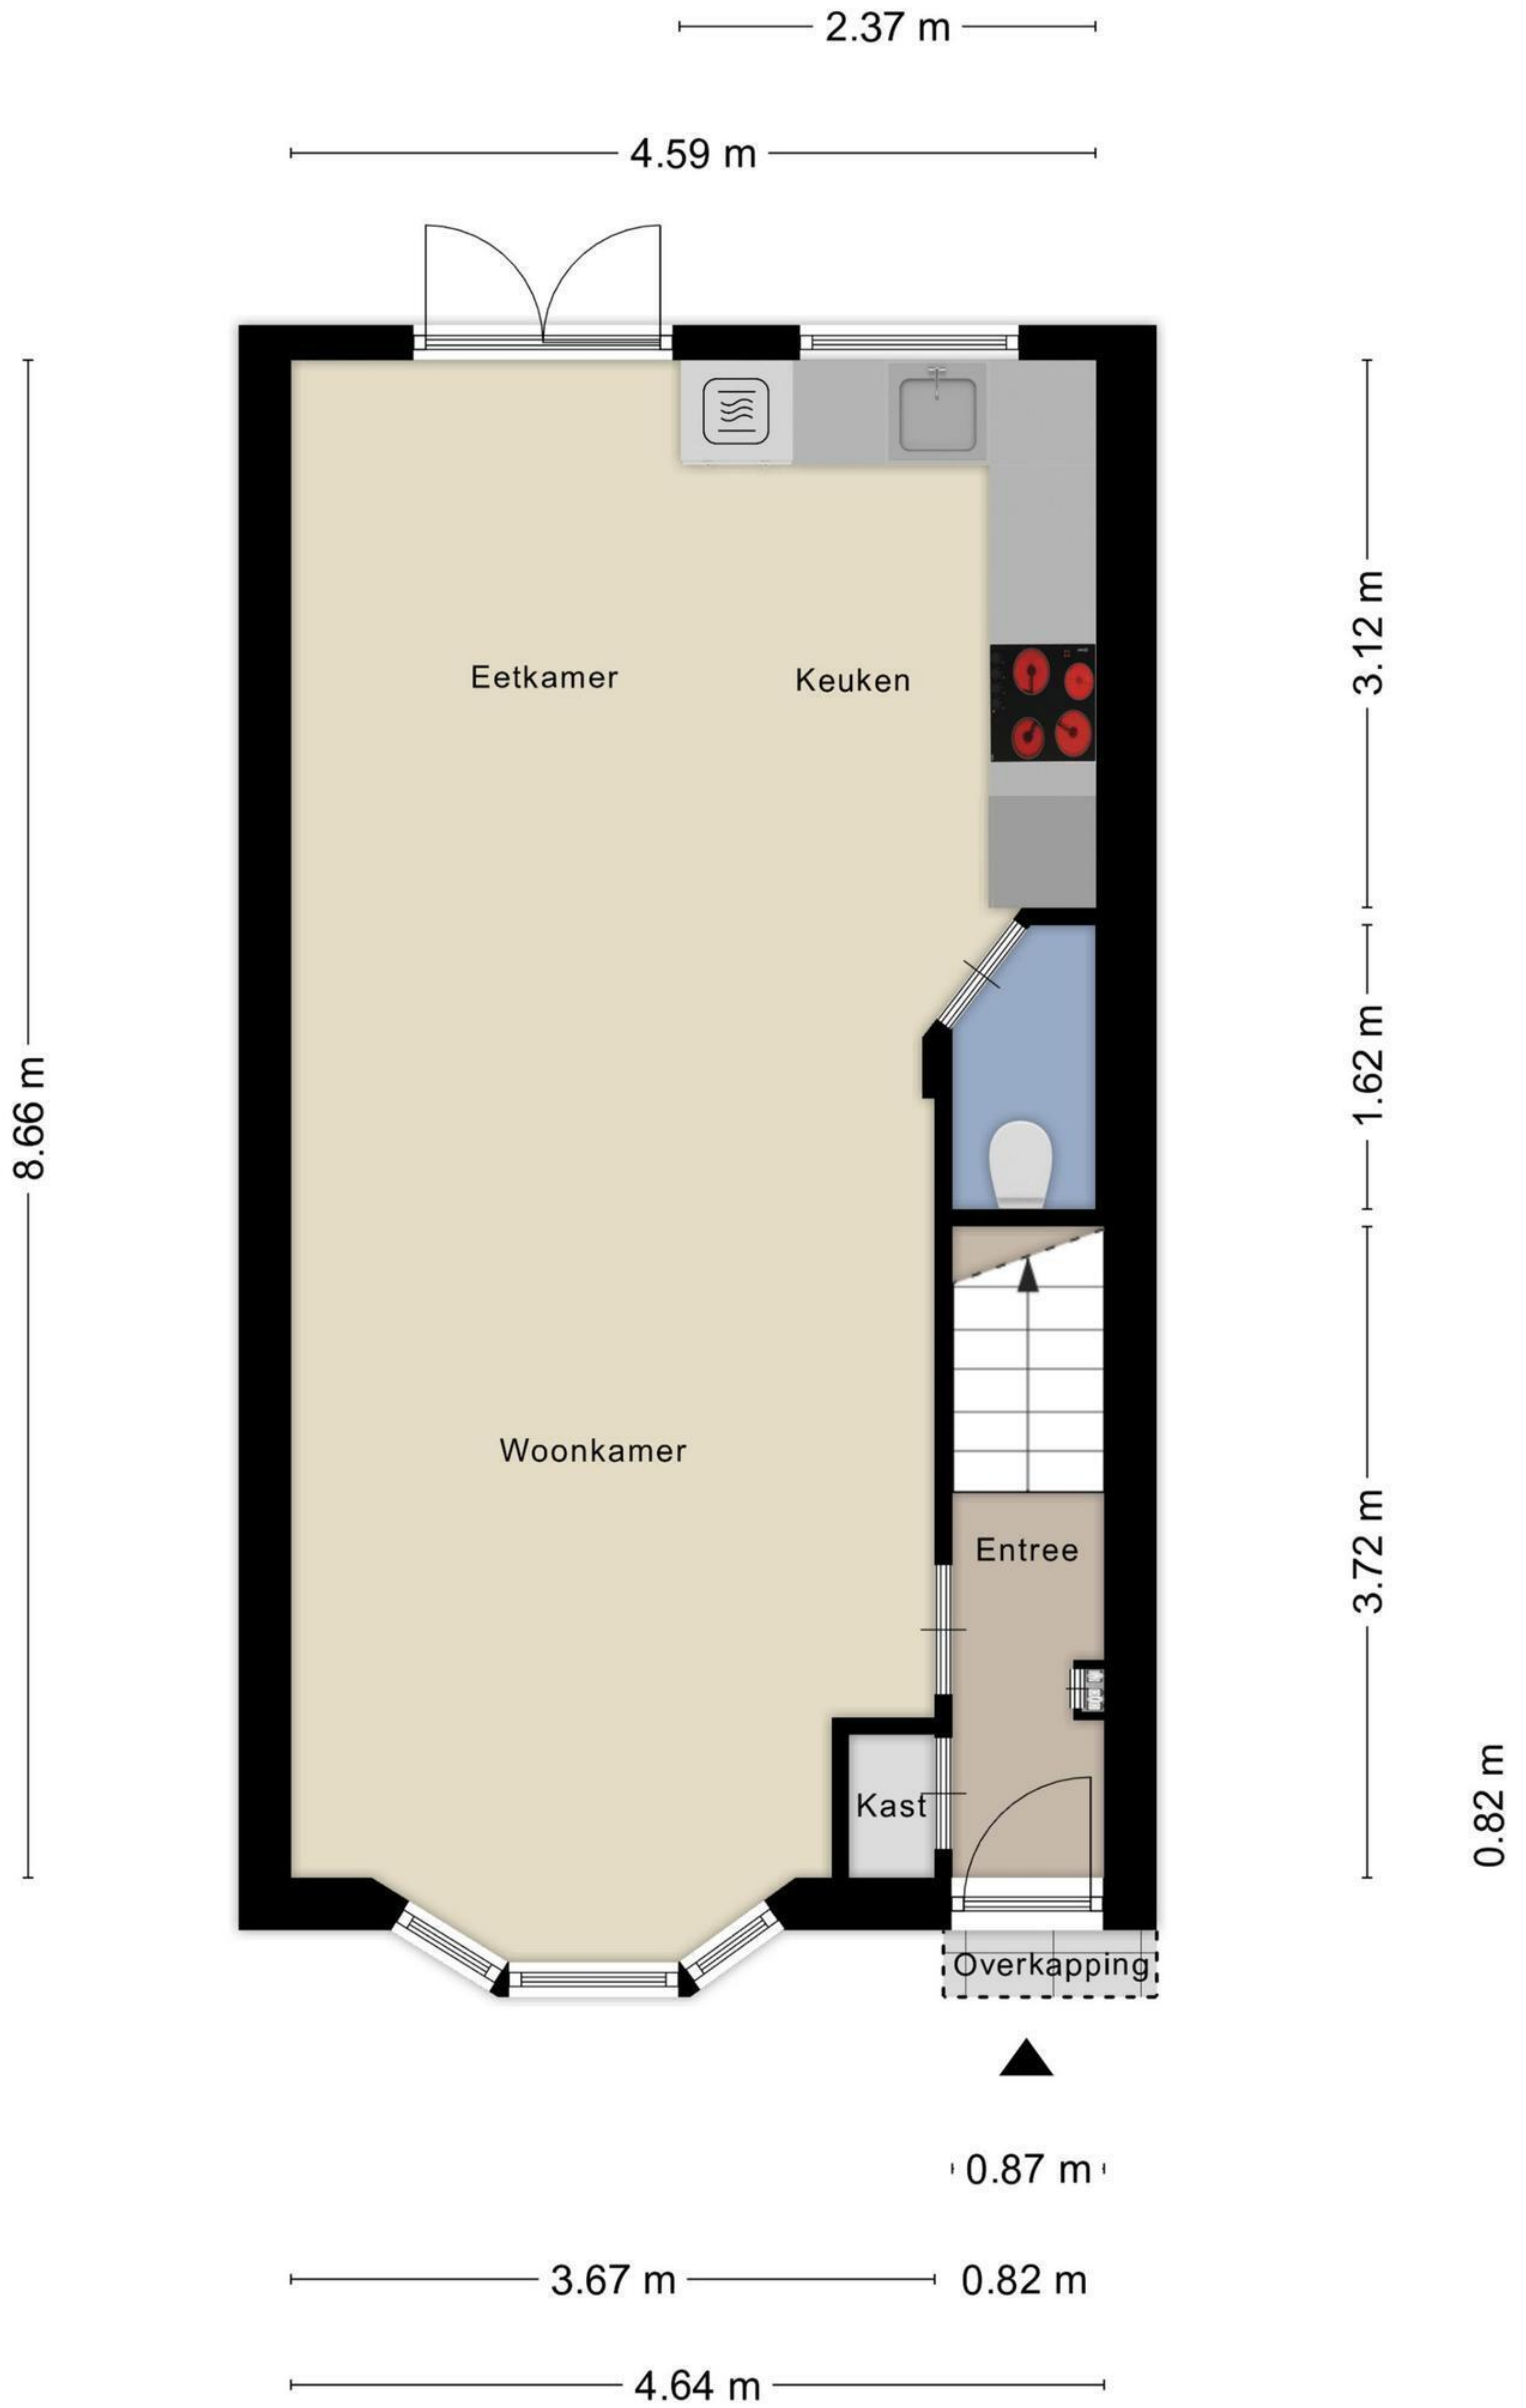 2.37 m
4.59 m
Eetkamer
Keuken
3.12 m
8.66 m
1.62 m
Woonkamer
Entree
3.72 m
Kast
0.82 m
Overkapping
0.87 m
3.67 m
0.82 m
4.64 m